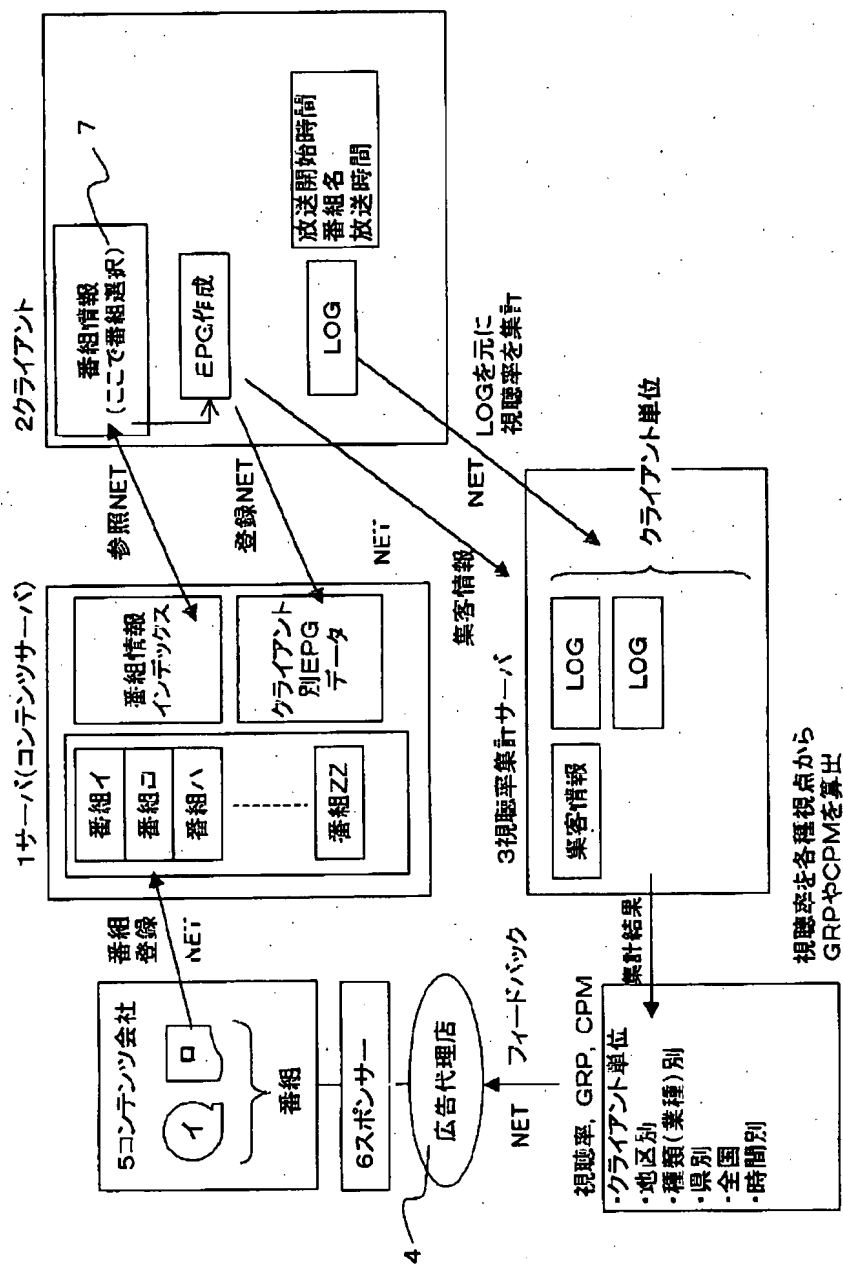 5コンテンツ会社
イ
ロ
番組
6スポンサー
広告代理店
4
番組
登録
NET
1サーバ(コンテンツサーバ)
番組イ
番組ロ
番組ハ
番組ZZ
番組情報
インデックス
クライアント
別EPG
データ
参照NET
登録NET
NET
集客情報
2クライアント
番組情報
(ここで番組選択)
7
EPG作成
LOG
放送開始時間
番組名
放送時間
NET
LOGを元に
視聴率を集計
3視聴率集計サーバ
集客情報
LOG
LOG
クライアント単位
集計結果
視聴率を各種視点から
GRPやCPMを算出
NET
フィードバック
視聴率, GRP, CPM
・クライアント単位
・地区別
・種類(業種)別
・県別
・全国
・時間別